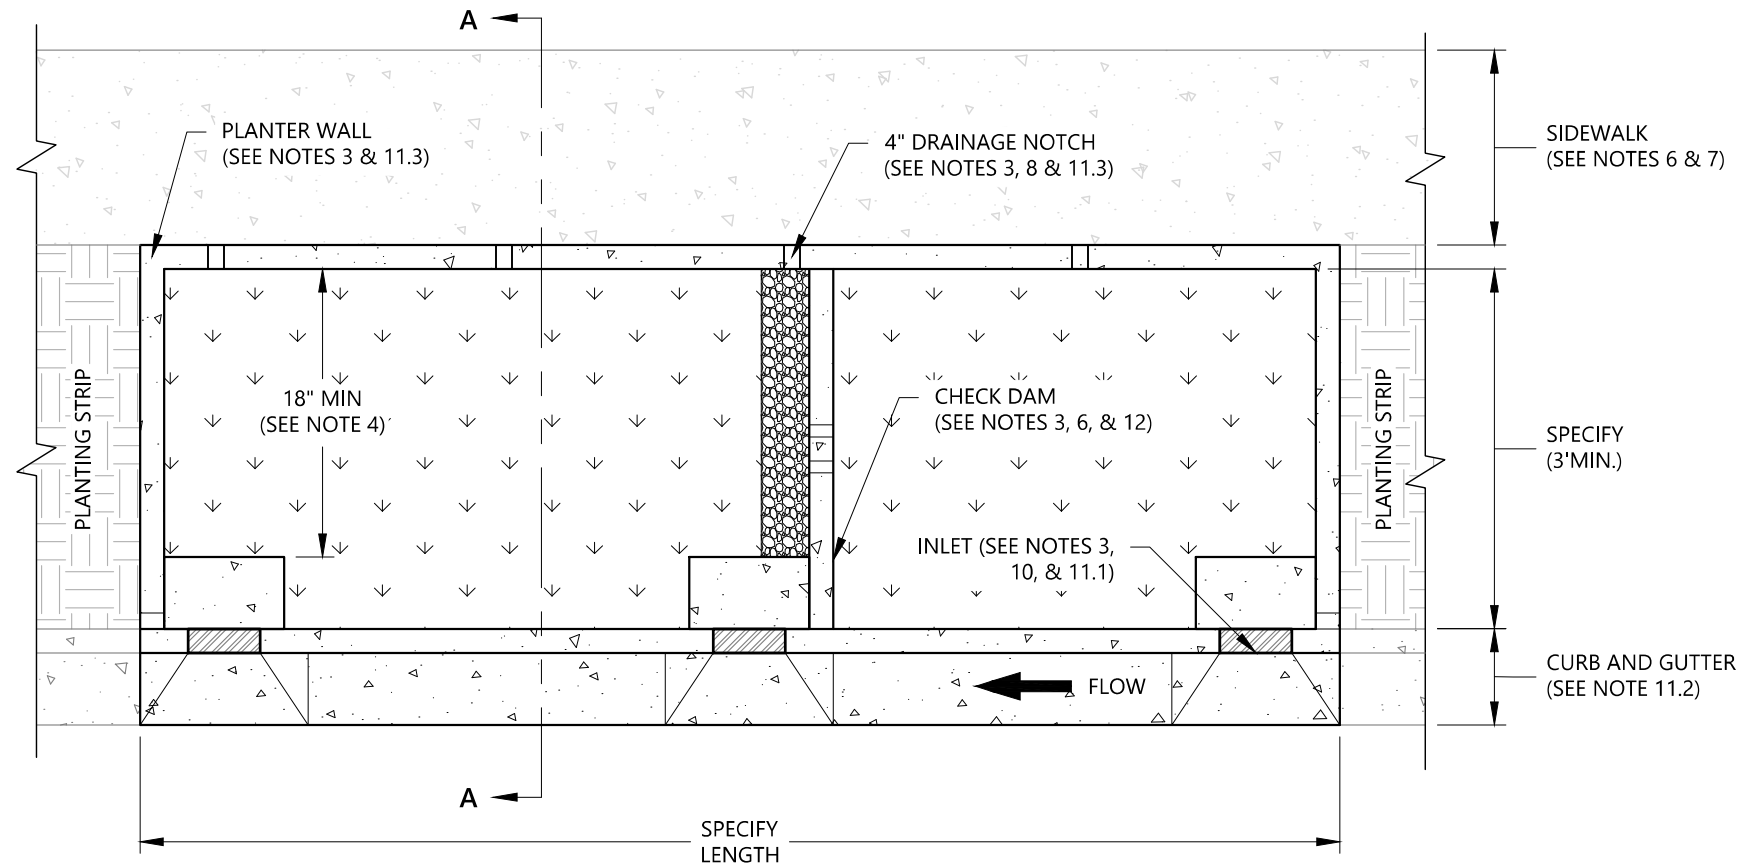 A
PLANTER WALL
(SEE NOTES 3 & 11.3)
4" DRAINAGE NOTCH
(SEE NOTES 3, 8 & 11.3)
SIDEWALK
(SEE NOTES 6 & 7)
PLANTING STRIP
18" MIN
(SEE NOTE 4)
CHECK DAM
(SEE NOTES 3, 6, & 12)
PLANTING STRIP
SPECIFY
(3'MIN.)
INLET (SEE NOTES 3,
10, & 11.1)
FLOW
CURB AND GUTTER
(SEE NOTE 11.2)
A
SPECIFY
LENGTH